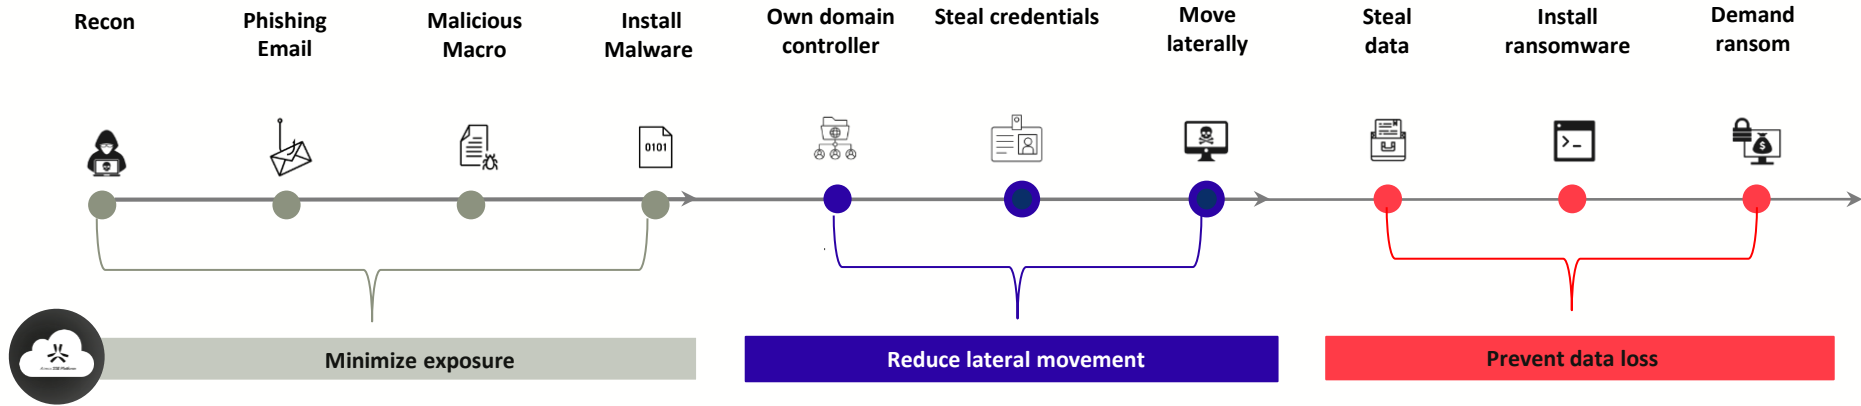 Recon
Phishing
Email
Malicious
Macro
Install
Malware
Own domain
controller
Steal credentials
Move
laterally
Steal
data
Install
ransomware
Demand
ransom
0101
>_
$
Minimize exposure
Reduce lateral movement
Prevent data loss